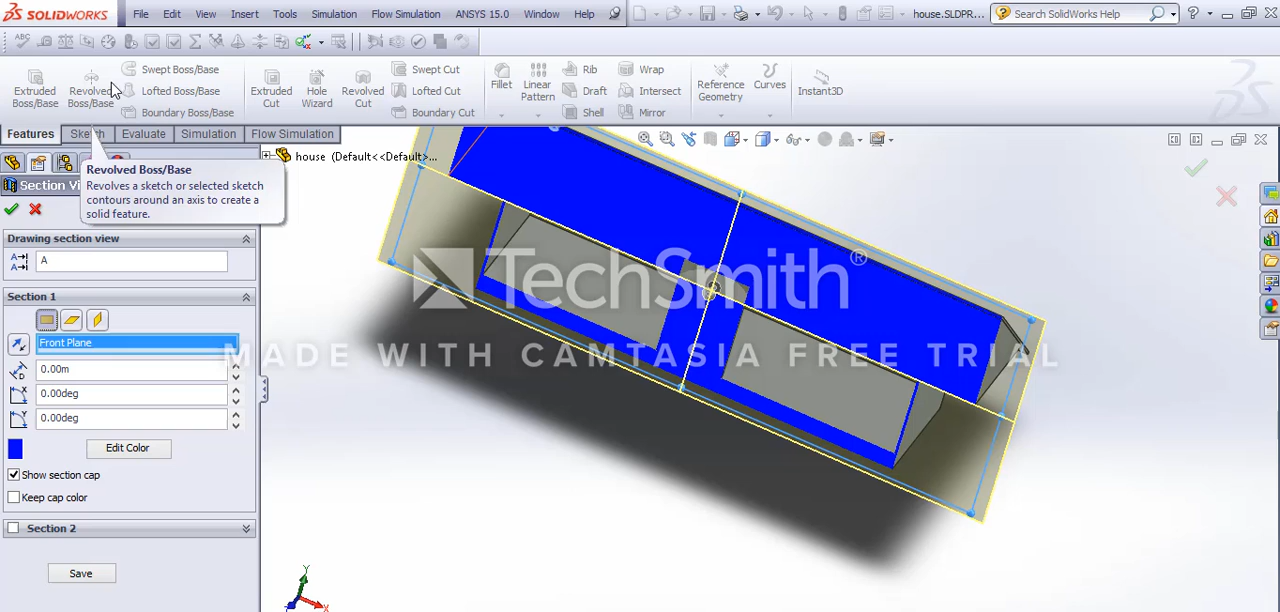 SOLIDWORKS File Edit View Insert Tools Simulation Flow Simulation ANSYS 15.0 Window Help house.SLDPR... Search SolidWorks Help
Extruded Boss/Base
Revolved Boss/Base
Swept Boss/Base
Lofted Boss/Base
Boundary Boss/Base
Extruded Cut
Hole Wizard
Revolved Cut
Swept Cut
Lofted Cut
Boundary Cut
Fillet
Linear Pattern
Rib
Draft
Shell
Wrap
Intersect
Mirror
Reference Geometry
Curves
Instant3D
Features Sketch Evaluate Simulation Flow Simulation
house (Default<<Default>...
Revolved Boss/Base
Revolves a sketch or selected sketch
contours around an axis to create a
solid feature.
Section Vi
Drawing section view
A
Section 1
Front Plane
0.00m
0.00deg
0.00deg
Edit Color
Show section cap
Keep cap color
Section 2
Save
TechSmith®
MADE WITH CAMTASIA FREE TRIAL
Y
X